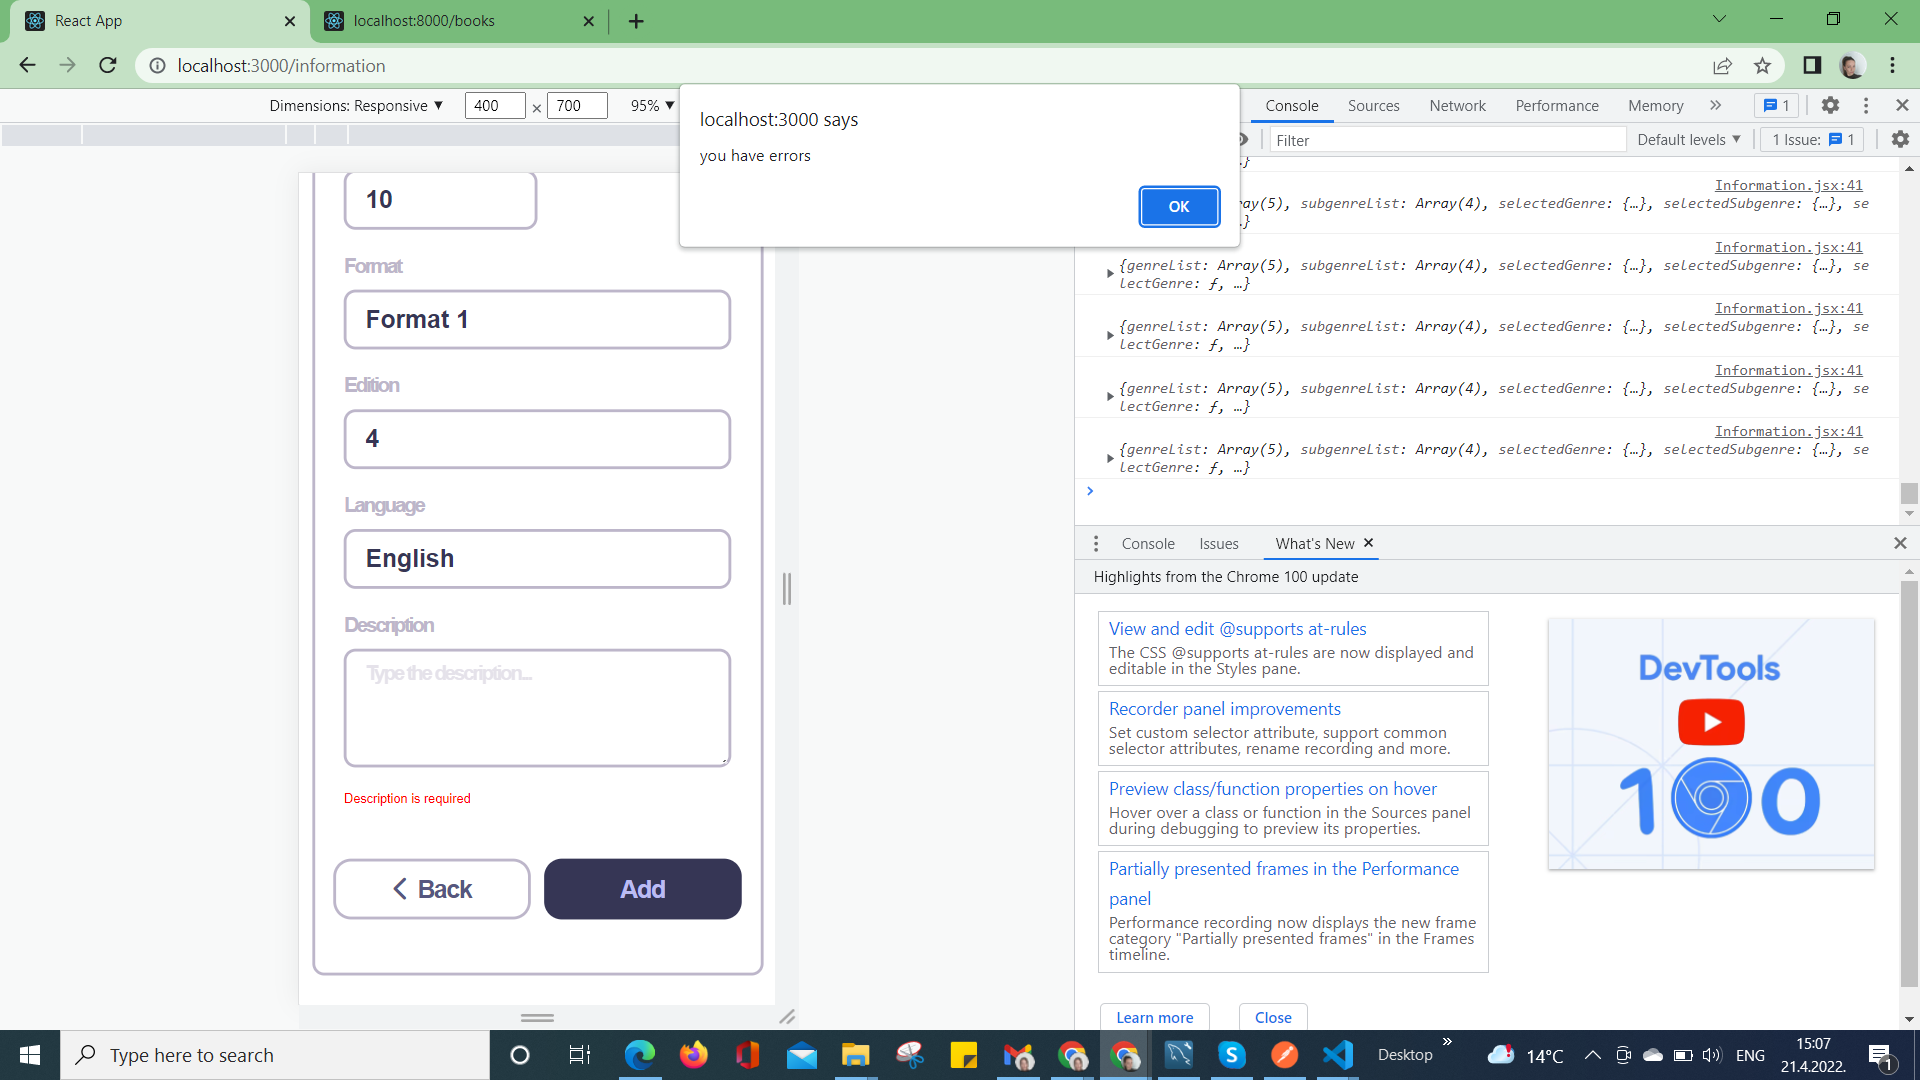 React App
localhost:8000/books
localhost:3000/information
Dimensions: Responsive ▼ 400 × 700 95% ▼
localhost:3000 says
you have errors
OK
10
Format
Format 1
Edition
4
Language
English
Description
Type the description...
Description is required
Back
Add
Console Sources Network Performance Memory » 1
Filter
Default levels ▼ 1 Issue: 1
…}
Information.jsx:41
ray(5), subgenreList: Array(4), selectedGenre: {…}, selectedSubgenre: {…}, se
…}
Information.jsx:41
{genreList: Array(5), subgenreList: Array(4), selectedGenre: {…}, selectedSubgenre: {…}, se
lectGenre: ƒ, …}
Information.jsx:41
{genreList: Array(5), subgenreList: Array(4), selectedGenre: {…}, selectedSubgenre: {…}, se
lectGenre: ƒ, …}
Information.jsx:41
{genreList: Array(5), subgenreList: Array(4), selectedGenre: {…}, selectedSubgenre: {…}, se
lectGenre: ƒ, …}
Information.jsx:41
{genreList: Array(5), subgenreList: Array(4), selectedGenre: {…}, selectedSubgenre: {…}, se
lectGenre: ƒ, …}
Console Issues What's New
Highlights from the Chrome 100 update
View and edit @supports at-rules
The CSS @supports at-rules are now displayed and
editable in the Styles pane.
Recorder panel improvements
Set custom selector attribute, support common
selector attributes, rename recording and more.
Preview class/function properties on hover
Hover over a class or function in the Sources panel
during debugging to preview its properties.
Partially presented frames in the Performance
panel
Performance recording now displays the new frame
category "Partially presented frames" in the Frames
timeline.
Learn more
Close
DevTools
100
Type here to search
Desktop »
14°C
ENG
15:07
21.4.2022.
1